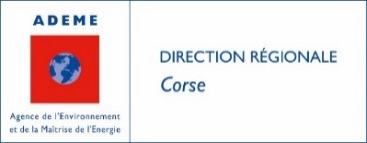 ADEME
Agence de l'Environnement
et de la Maîtrise de l'Energie
DIRECTION RÉGIONALE
Corse